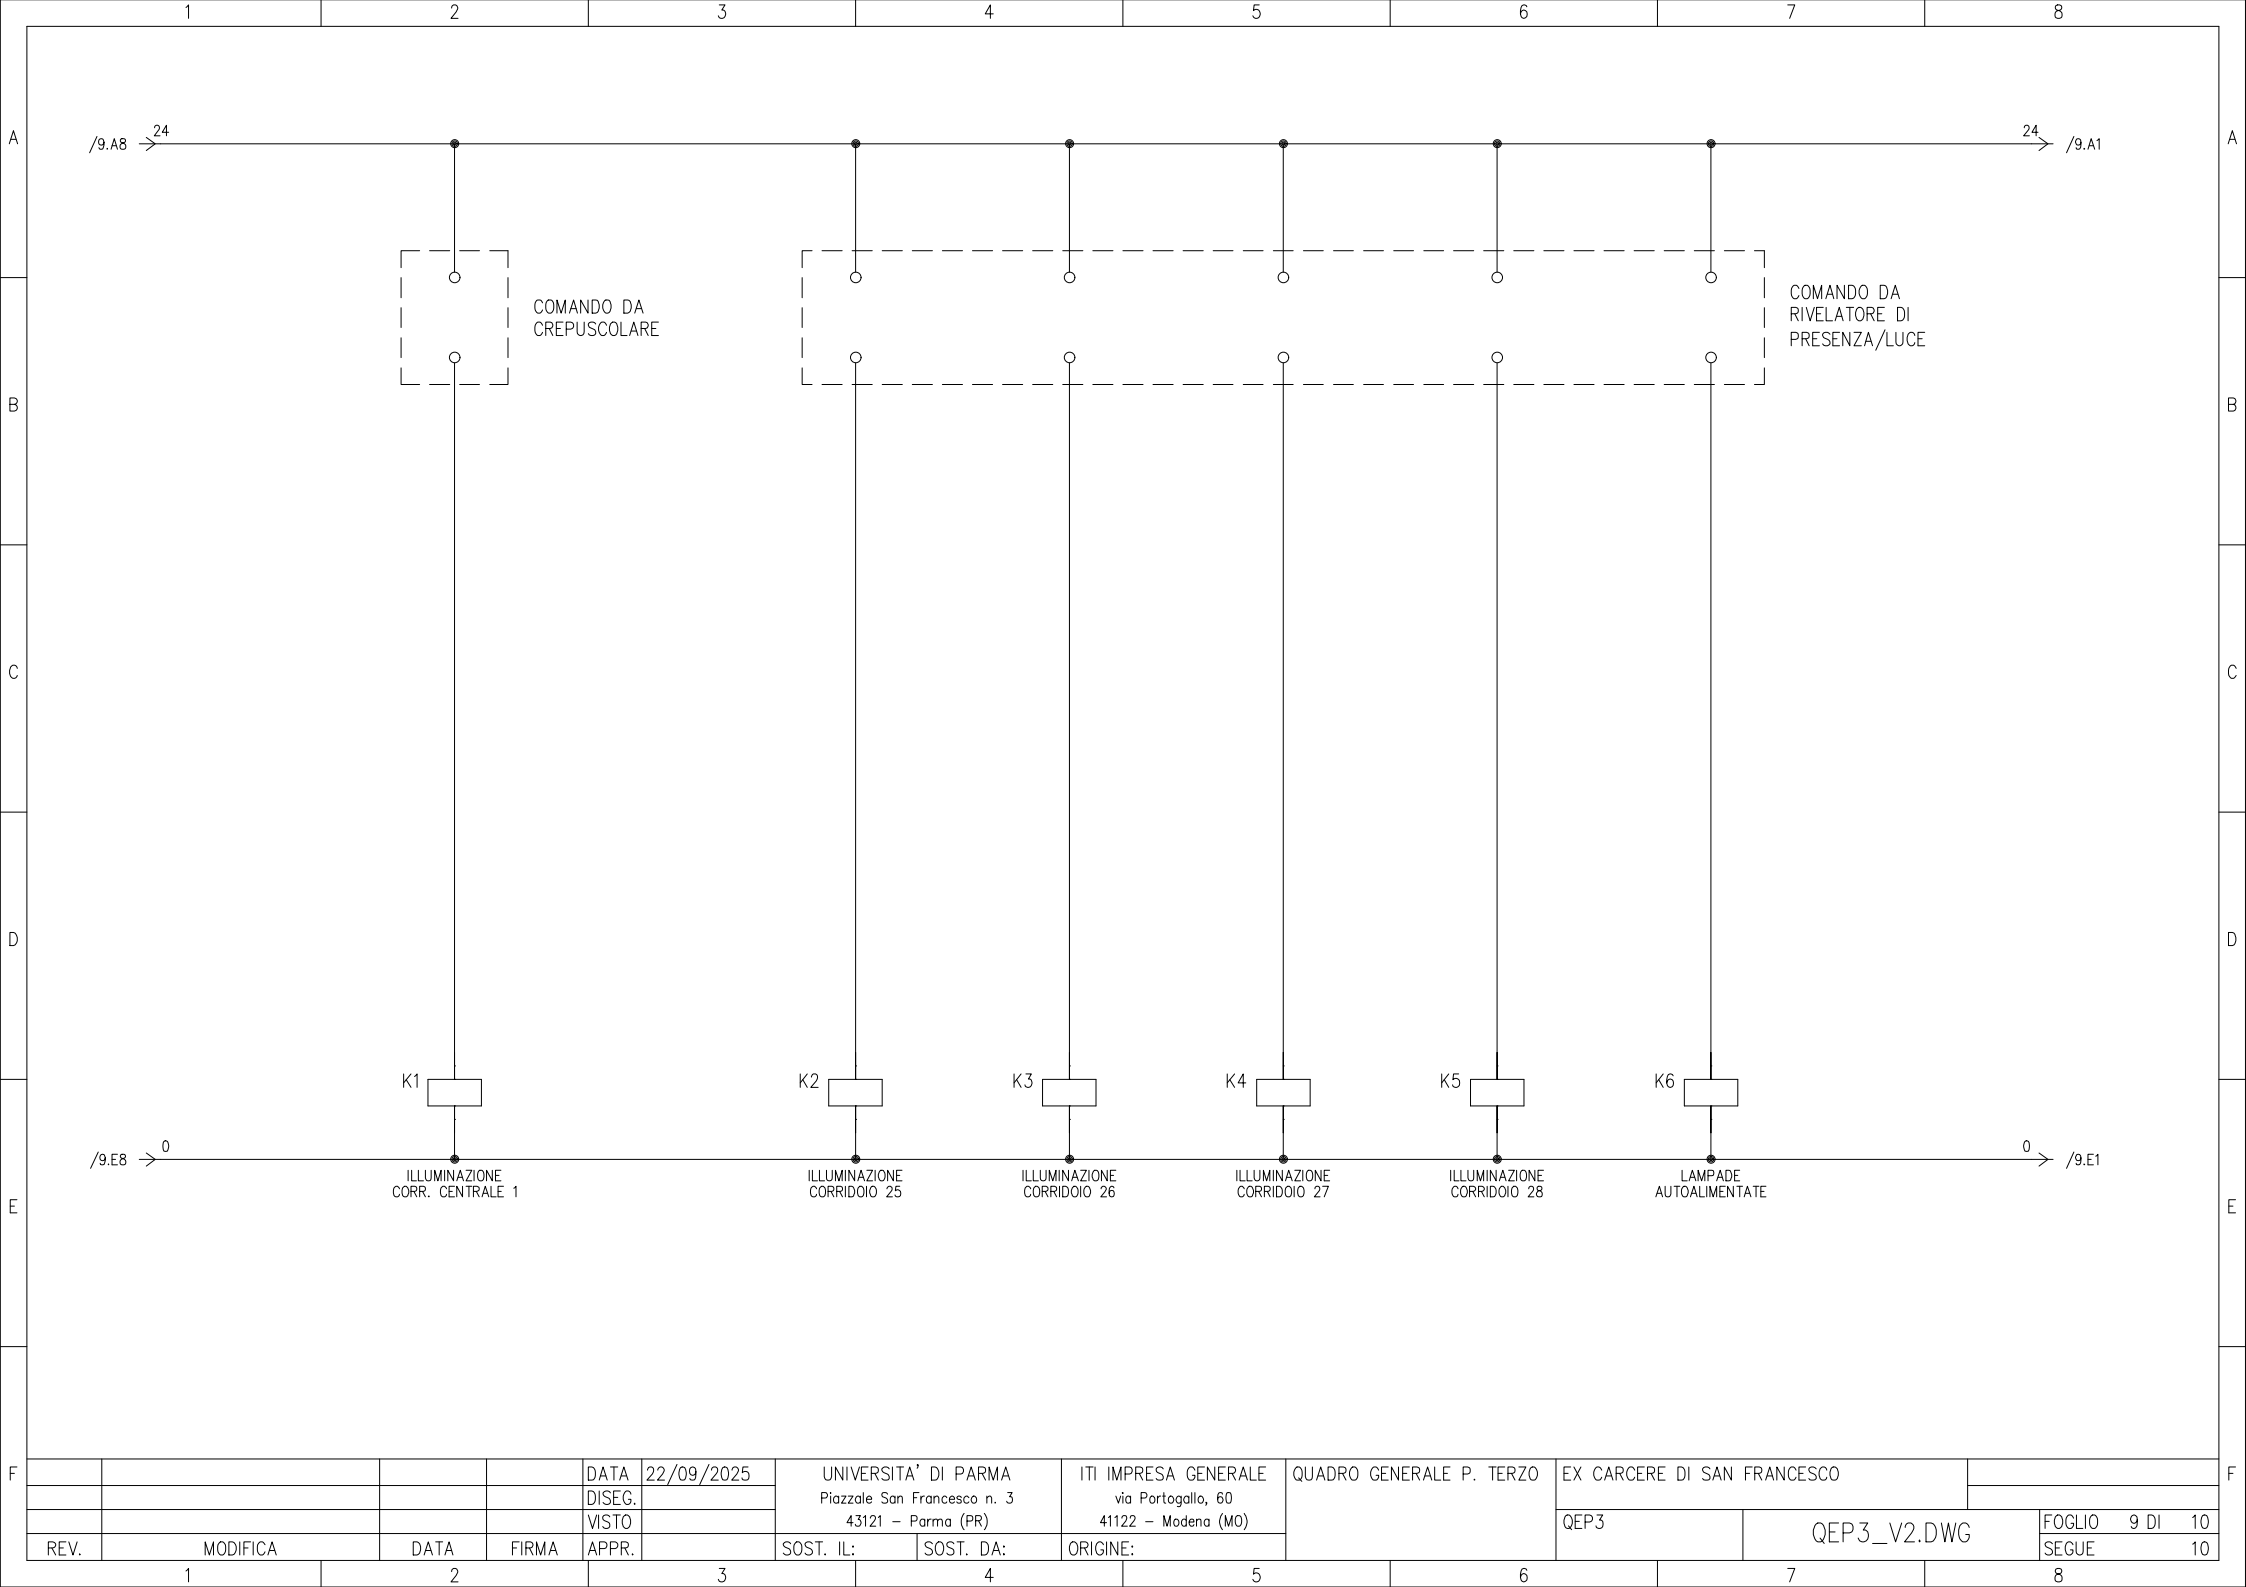 1 2 3 4 5 6 7 8
A A
24 24
/9.A8 /9.A1
COMANDO DA
CREPUSCOLARE
COMANDO DA
RIVELATORE DI
PRESENZA/LUCE
B B
C C
D D
K1 K2 K3 K4 K5 K6
0 0
/9.E8 /9.E1
ILLUMINAZIONE
CORR. CENTRALE 1
ILLUMINAZIONE
CORRIDOIO 25
ILLUMINAZIONE
CORRIDOIO 26
ILLUMINAZIONE
CORRIDOIO 27
ILLUMINAZIONE
CORRIDOIO 28
LAMPADE
AUTOALIMENTATE
E E
F F
REV. MODIFICA DATA FIRMA
DATA 22/09/2025
DISEG.
VISTO
APPR.
UNIVERSITA' DI PARMA
Piazzale San Francesco n. 3
43121 – Parma (PR)
SOST. IL: SOST. DA:
ITI IMPRESA GENERALE
via Portogallo, 60
41122 – Modena (MO)
ORIGINE:
QUADRO GENERALE P. TERZO
EX CARCERE DI SAN FRANCESCO
QEP3
QEP3_V2.DWG
FOGLIO 9 DI 10
SEGUE 10
1 2 3 4 5 6 7 8